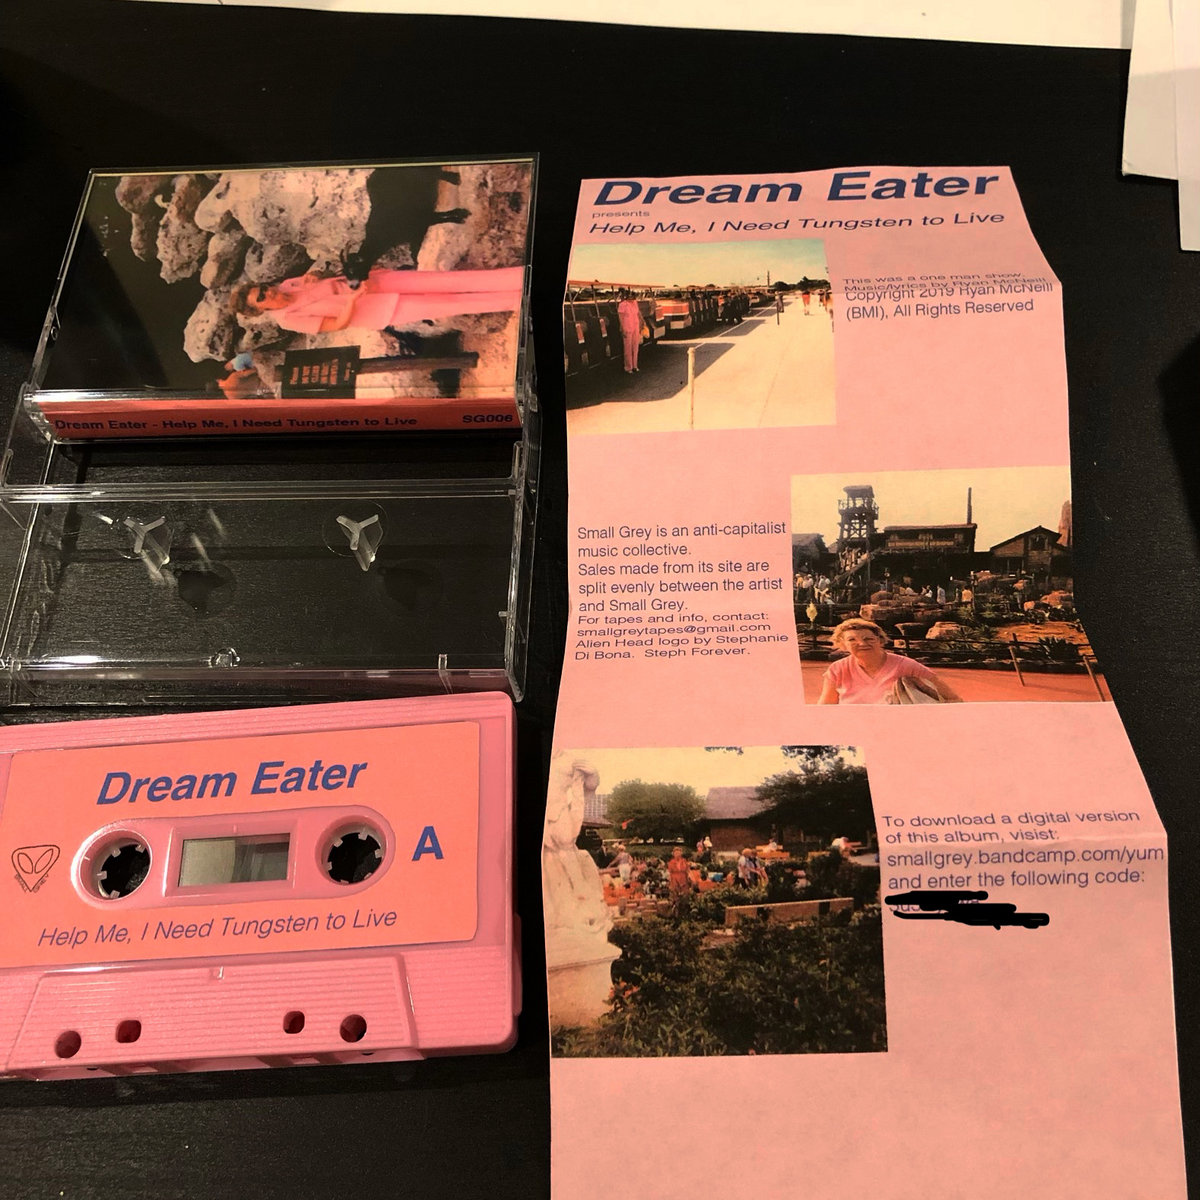 Dream Eater - Help Me, I Need Tungsten to Live
SG006
Dream Eater
A
SMALL GREY
Help Me, I Need Tungsten to Live
Dream Eater
presents
Help Me, I Need Tungsten to Live
This was a one man show.
Music/lyrics by Ryan McNeill
Copyright 2019 Ryan McNeill
(BMI), All Rights Reserved
Small Grey is an anti-capitalist
music collective.
Sales made from its site are
split evenly between the artist
and Small Grey.
For tapes and info, contact:
smallgreytapes@gmail.com
Alien Head logo by Stephanie
Di Bona. Steph Forever.
To download a digital version
of this album, visist:
smallgrey.bandcamp.com/yum
and enter the following code: